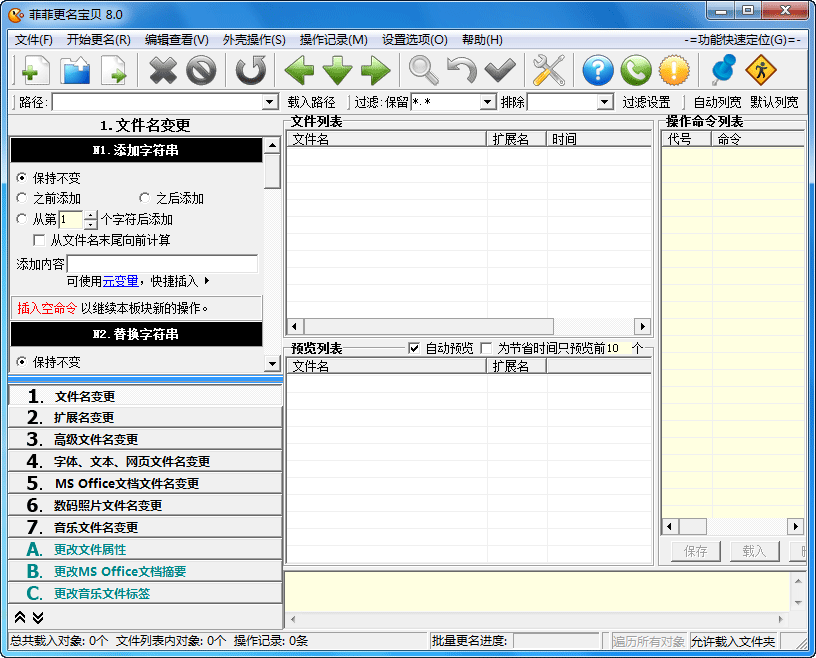 菲菲更名宝贝 8.0
文件(F) 开始更名(R) 编辑查看(V) 外壳操作(S) 操作记录(M) 设置选项(O) 帮助(H) -=功能快速定位(G)=-
路径: 载入路径 过滤:保留 *.* 排除 过滤设置 自动列宽 默认列宽
1.文件名变更
N1.添加字符串
保持不变
之前添加 之后添加
从第 1 个字符后添加
从文件名末尾向前计算
添加内容
可使用元变量，快捷插入
插入空命令 以继续本板块新的操作。
N2.替换字符串
保持不变
1. 文件名变更
2. 扩展名变更
3. 高级文件名变更
4. 字体、文本、网页文件名变更
5. MS Office文档文件名变更
6. 数码照片文件名变更
7. 音乐文件名变更
A. 更改文件属性
B. 更改MS Office文档摘要
C. 更改音乐文件标签
文件列表
文件名 扩展名 时间
预览列表 自动预览 为节省时间只预览前10 个
文件名 扩展名
操作命令列表
代号 命令
保存 载入
总共载入对象: 0个 文件列表内对象: 0个 操作记录: 0条 批量更名进度: 遍历所有对象 允许载入文件夹